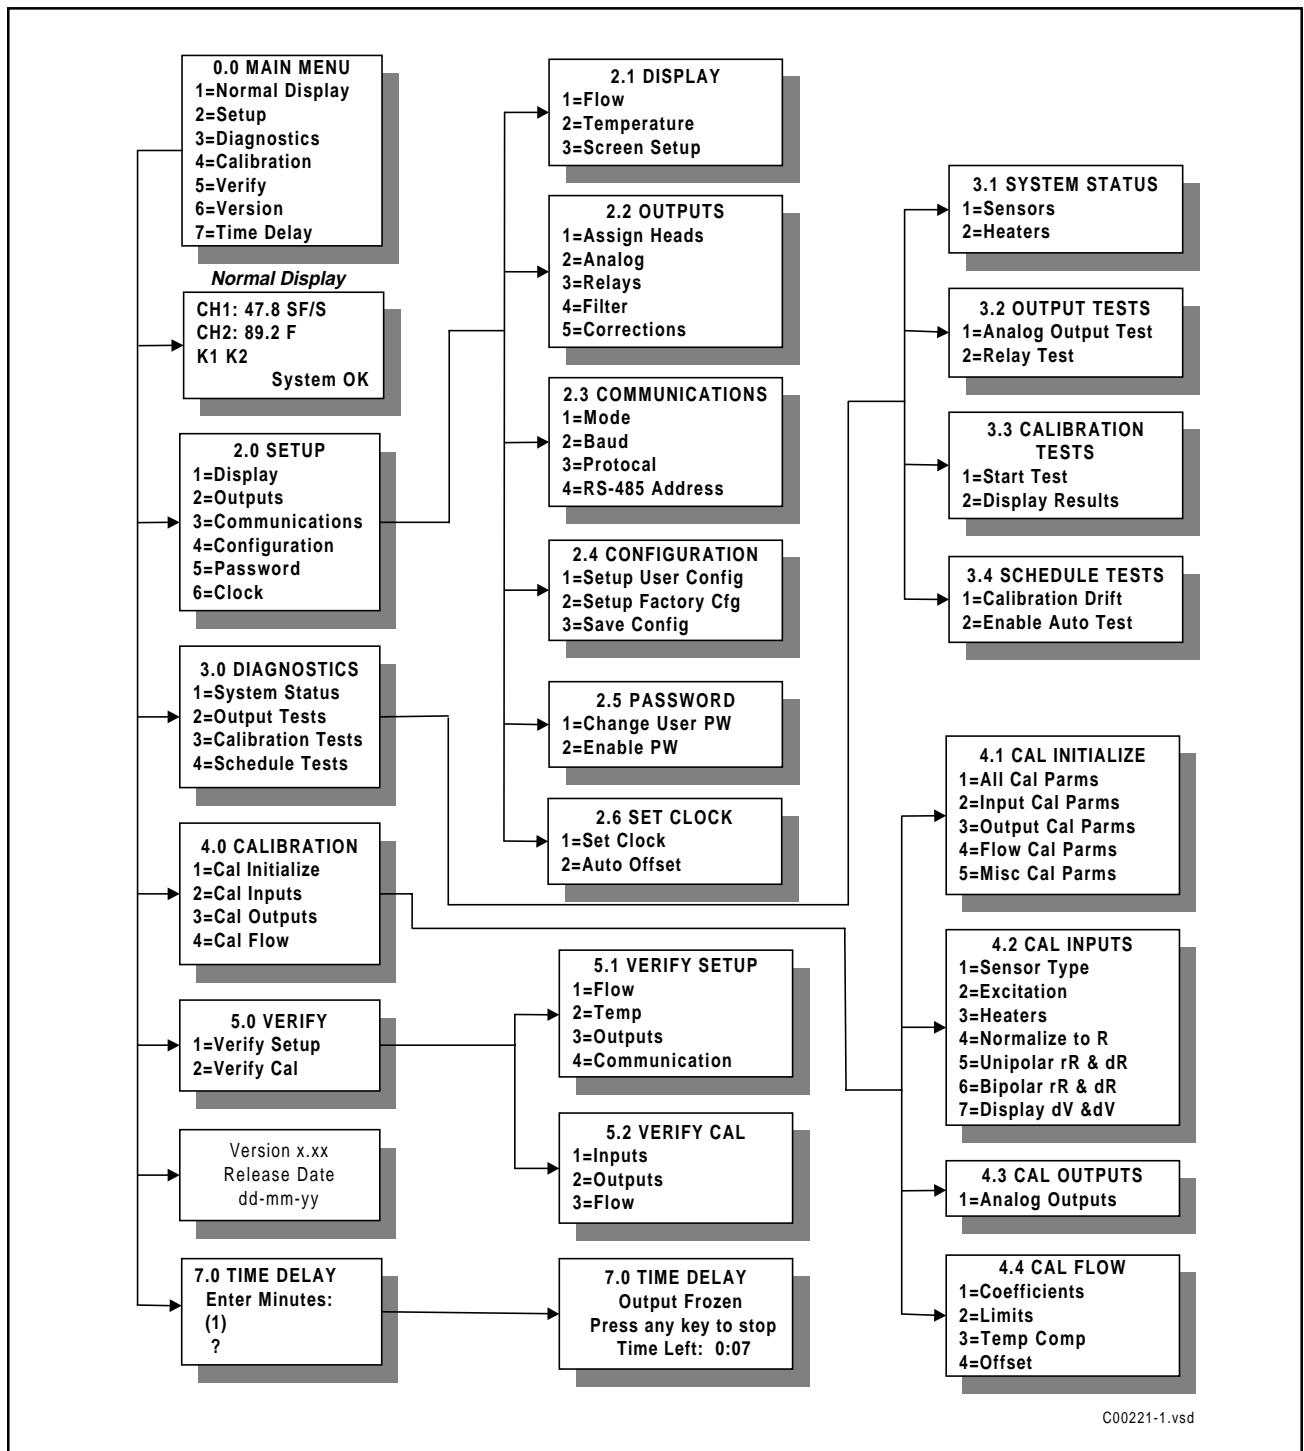 0.0 MAIN MENU
1=Normal Display
2=Setup
3=Diagnostics
4=Calibration
5=Verify
6=Version
7=Time Delay
Normal Display
CH1: 47.8 SF/S
CH2: 89.2 F
K1 K2
System OK
2.0 SETUP
1=Display
2=Outputs
3=Communications
4=Configuration
5=Password
6=Clock
3.0 DIAGNOSTICS
1=System Status
2=Output Tests
3=Calibration Tests
4=Schedule Tests
4.0 CALIBRATION
1=Cal Initialize
2=Cal Inputs
3=Cal Outputs
4=Cal Flow
5.0 VERIFY
1=Verify Setup
2=Verify Cal
Version x.xx
Release Date
dd-mm-yy
7.0 TIME DELAY
Enter Minutes:
(1)
?
2.1 DISPLAY
1=Flow
2=Temperature
3=Screen Setup
2.2 OUTPUTS
1=Assign Heads
2=Analog
3=Relays
4=Filter
5=Corrections
2.3 COMMUNICATIONS
1=Mode
2=Baud
3=Protocal
4=RS-485 Address
2.4 CONFIGURATION
1=Setup User Config
2=Setup Factory Cfg
3=Save Config
2.5 PASSWORD
1=Change User PW
2=Enable PW
2.6 SET CLOCK
1=Set Clock
2=Auto Offset
5.1 VERIFY SETUP
1=Flow
2=Temp
3=Outputs
4=Communication
5.2 VERIFY CAL
1=Inputs
2=Outputs
3=Flow
7.0 TIME DELAY
Output Frozen
Press any key to stop
Time Left: 0:07
3.1 SYSTEM STATUS
1=Sensors
2=Heaters
3.2 OUTPUT TESTS
1=Analog Output Test
2=Relay Test
3.3 CALIBRATION
TESTS
1=Start Test
2=Display Results
3.4 SCHEDULE TESTS
1=Calibration Drift
2=Enable Auto Test
4.1 CAL INITIALIZE
1=All Cal Parms
2=Input Cal Parms
3=Output Cal Parms
4=Flow Cal Parms
5=Misc Cal Parms
4.2 CAL INPUTS
1=Sensor Type
2=Excitation
3=Heaters
4=Normalize to R
5=Unipolar rR & dR
6=Bipolar rR & dR
7=Display dV &dV
4.3 CAL OUTPUTS
1=Analog Outputs
4.4 CAL FLOW
1=Coefficients
2=Limits
3=Temp Comp
4=Offset
C00221-1.vsd